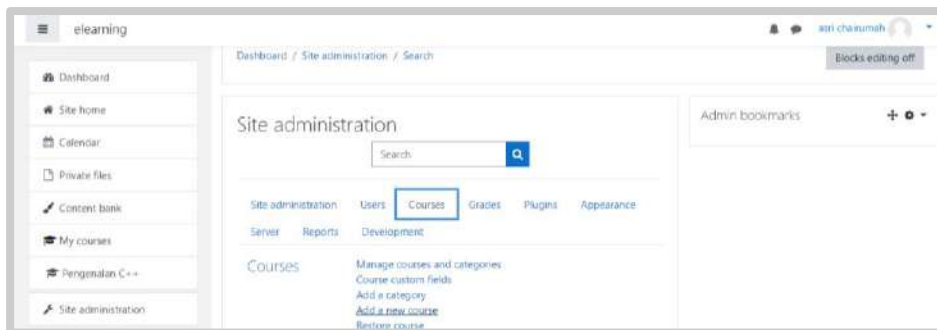 elearning
asri chairumah
Dashboard / Site administration / Search
Blocks editing off
Dashboard
Site home
Calendar
Private files
Content bank
My courses
Pengenalan C++
Site administration
Site administration
Search
Site administration Users Courses Grades Plugins Appearance
Server Reports Development
Courses
Manage courses and categories
Course custom fields
Add a category
Add a new course
Restore course
Admin bookmarks